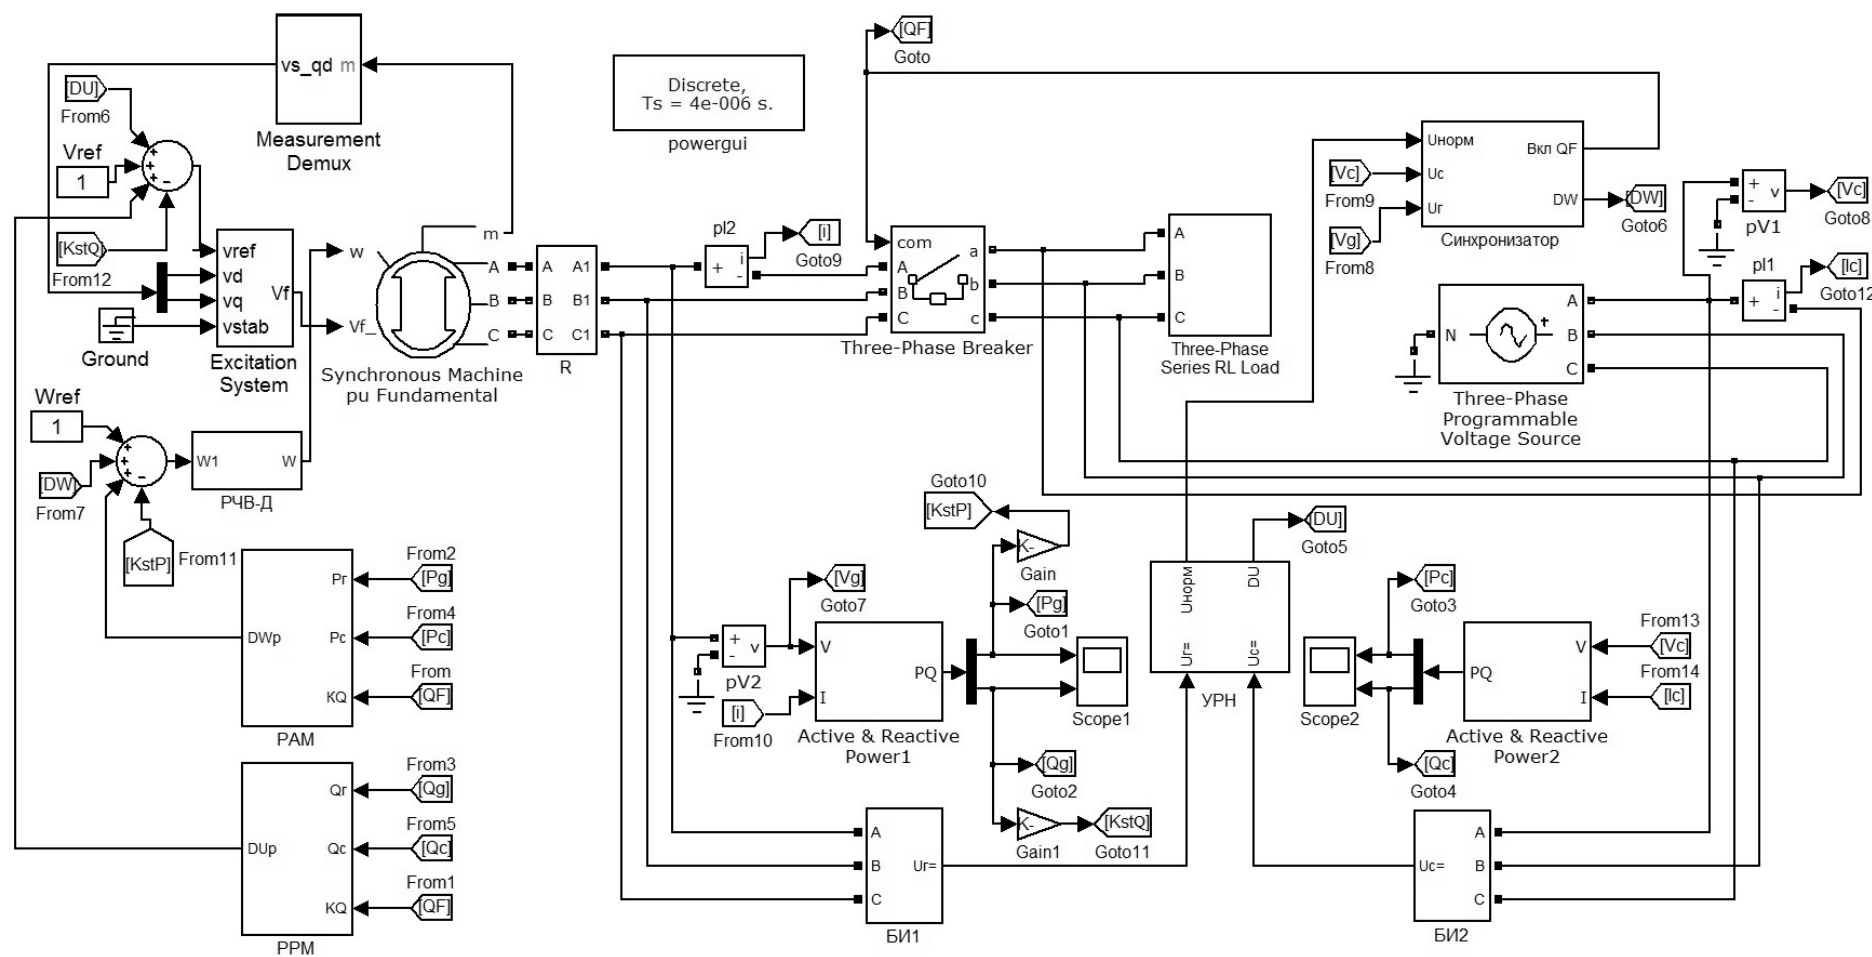 [QF]
Goto
vs_qd m
Measurement
Demux
[DU]
From6
Vref
1
[KstQ]
From12
Ground
vref
vd
vq
vstab
Vf
Excitation
System
+
+
+
-
w
Vf_
m
A
B
C
Synchronous Machine
pu Fundamental
Discrete,
Ts = 4e-006 s.
powergui
A
B
C
A1
B1
C1
R
pI2
+
i
-
[i]
Goto9
com
A
B
C
a
b
c
Three-Phase Breaker
A
B
C
Three-Phase
Series RL Load
Uнорм
Uc
Uг
Вкл QF
DW
Синхронизатор
[Vc]
From9
[Vg]
From8
[DW]
Goto6
+
-
v
pV1
[Vc]
Goto8
pI1
+
i
-
[Ic]
Goto12
N
+
A
B
C
Three-Phase
Programmable
Voltage Source
Wref
1
[DW]
From7
+
+
+
-
[KstP]
From11
W1
W
РЧВ-Д
DWp
Pг
Pc
KQ
РАМ
From2
[Pg]
From4
[Pc]
From
[QF]
DUp
Qг
Qc
KQ
РРМ
From3
[Qg]
From5
[Qc]
From1
[QF]
Goto10
[KstP]
K-
Gain
[Vg]
Goto7
[Pg]
Goto1
+
-
v
pV2
[i]
From10
V
I
PQ
Active & Reactive
Power1
Scope1
[Qg]
Goto2
K-
Gain1
[KstQ]
Goto11
[DU]
Goto5
Uнорм
DU
Uг=
Uc=
УРН
[Pc]
Goto3
Scope2
[Qc]
Goto4
PQ
V
I
Active & Reactive
Power2
From13
[Vc]
From14
[Ic]
A
B
C
Uг=
БИ1
Uc=
A
B
C
БИ2